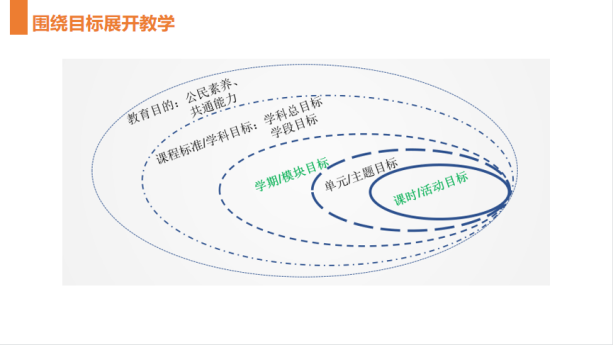 围绕目标展开教学
教育目的：公民素养、
共通能力
课程标准/学科目标：学科总目标
学段目标
学期/模块目标
单元/主题目标
课时/活动目标